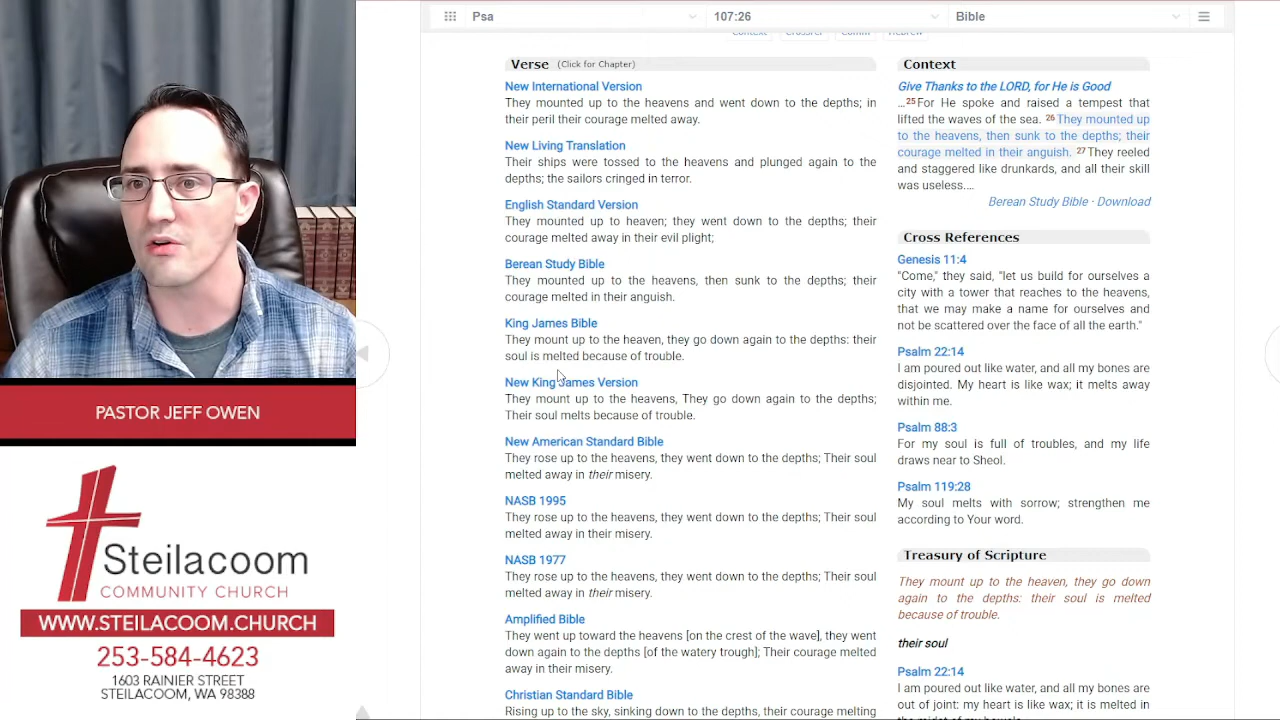 Psa
107:26
Bible
Context
Crossref
Comm
Hebrew
Verse (Click for Chapter)
New International Version
They mounted up to the heavens and went down to the depths; in
their peril their courage melted away.
New Living Translation
Their ships were tossed to the heavens and plunged again to the
depths; the sailors cringed in terror.
English Standard Version
They mounted up to heaven; they went down to the depths; their
courage melted away in their evil plight;
Berean Study Bible
They mounted up to the heavens, then sunk to the depths; their
courage melted in their anguish.
King James Bible
They mount up to the heaven, they go down again to the depths: their
soul is melted because of trouble.
New King James Version
They mount up to the heavens, They go down again to the depths;
Their soul melts because of trouble.
New American Standard Bible
They rose up to the heavens, they went down to the depths; Their soul
melted away in their misery.
NASB 1995
They rose up to the heavens, they went down to the depths; Their soul
melted away in their misery.
NASB 1977
They rose up to the heavens, they went down to the depths; Their soul
melted away in their misery.
Amplified Bible
They went up toward the heavens [on the crest of the wave], they went
down again to the depths [of the watery trough]; Their courage melted
away in their misery.
Christian Standard Bible
Rising up to the sky, sinking down to the depths, their courage melting
Context
Give Thanks to the LORD, for He is Good
…25For He spoke and raised a tempest that
lifted the waves of the sea. 26They mounted up
to the heavens, then sunk to the depths; their
courage melted in their anguish. 27They reeled
and staggered like drunkards, and all their skill
was useless.…
Berean Study Bible · Download
Cross References
Genesis 11:4
"Come," they said, "let us build for ourselves a
city with a tower that reaches to the heavens,
that we may make a name for ourselves and
not be scattered over the face of all the earth."
Psalm 22:14
I am poured out like water, and all my bones are
disjointed. My heart is like wax; it melts away
within me.
Psalm 88:3
For my soul is full of troubles, and my life
draws near to Sheol.
Psalm 119:28
My soul melts with sorrow; strengthen me
according to Your word.
Treasury of Scripture
They mount up to the heaven, they go down
again to the depths: their soul is melted
because of trouble.
their soul
Psalm 22:14
I am poured out like water, and all my bones are
out of joint: my heart is like wax; it is melted in
the midst of my bowels.
PASTOR JEFF OWEN
Steilacoom
COMMUNITY CHURCH
WWW.STEILACOOM.CHURCH
253-584-4623
1603 RAINIER STREET
STEILACOOM, WA 98388